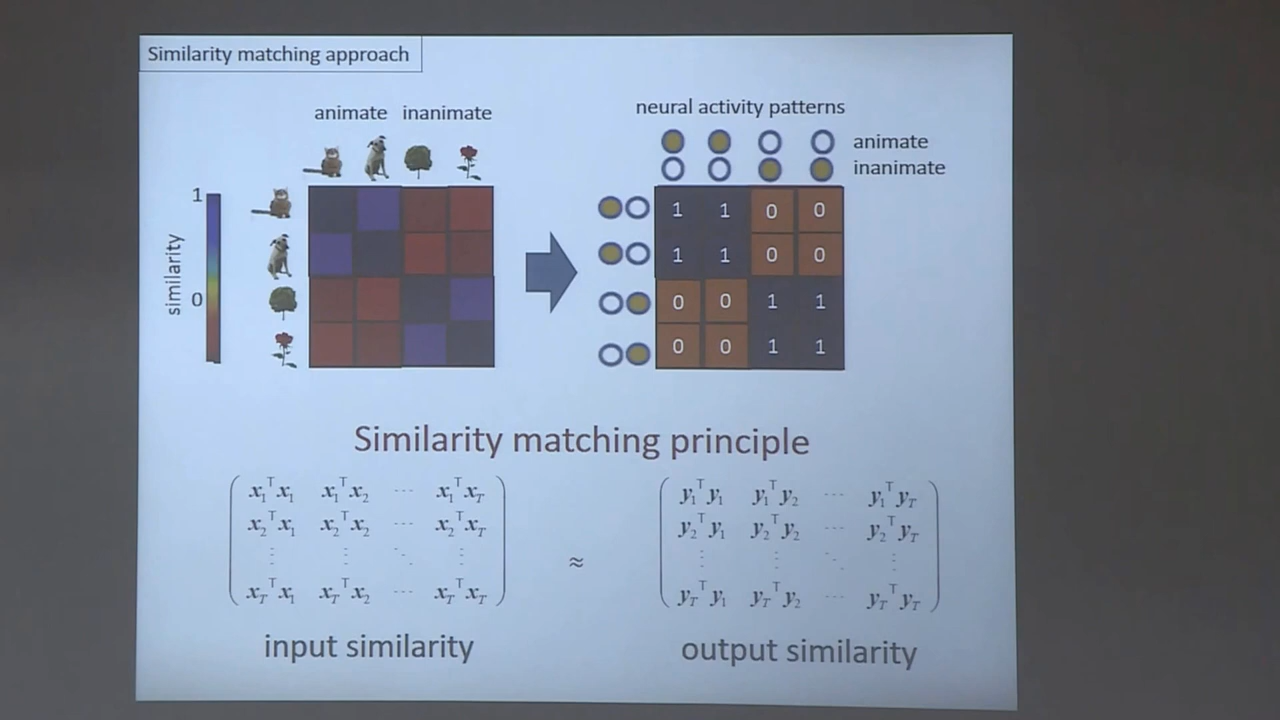 Similarity matching approach
animate inanimate
neural activity patterns
animate
inanimate
1
similarity
0
1 1 0 0
1 1 0 0
0 0 1 1
0 0 1 1
Similarity matching principle
x₁ᵀx₁ x₁ᵀx₂ ⋯ x₁ᵀx_T
x₂ᵀx₁ x₂ᵀx₂ ⋯ x₂ᵀx_T
⋮ ⋮ ⋱ ⋮
x_Tᵀx₁ x_Tᵀx₂ ⋯ x_Tᵀx_T
≈
y₁ᵀy₁ y₁ᵀy₂ ⋯ y₁ᵀy_T
y₂ᵀy₁ y₂ᵀy₂ ⋯ y₂ᵀy_T
⋮ ⋮ ⋱ ⋮
y_Tᵀy₁ y_Tᵀy₂ ⋯ y_Tᵀy_T
input similarity
output similarity